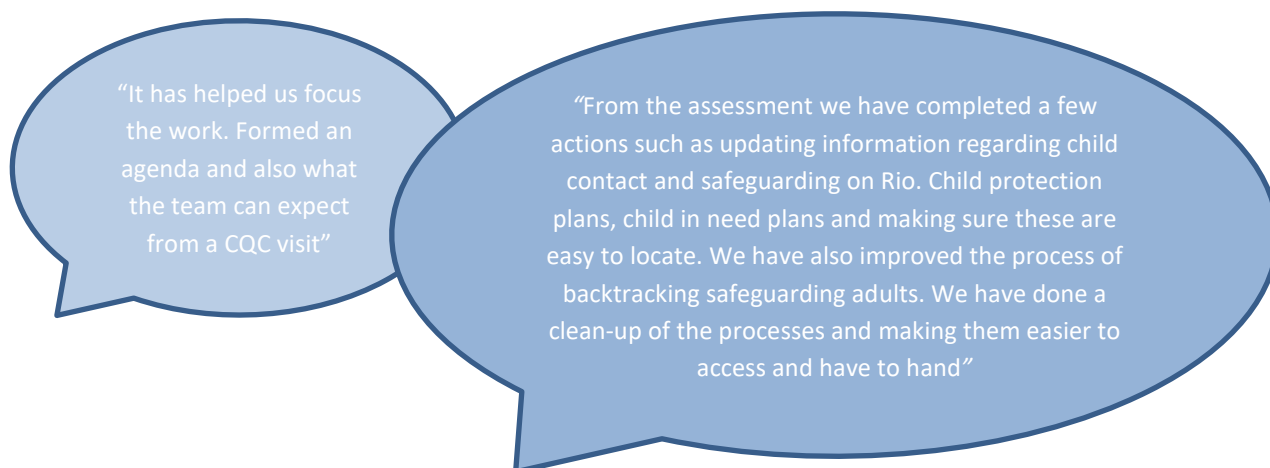 “It has helped us focus
the work. Formed an
agenda and also what
the team can expect
from a CQC visit”
“From the assessment we have completed a few
actions such as updating information regarding child
contact and safeguarding on Rio. Child protection
plans, child in need plans and making sure these are
easy to locate. We have also improved the process of
backtracking safeguarding adults. We have done a
clean-up of the processes and making them easier to
access and have to hand”